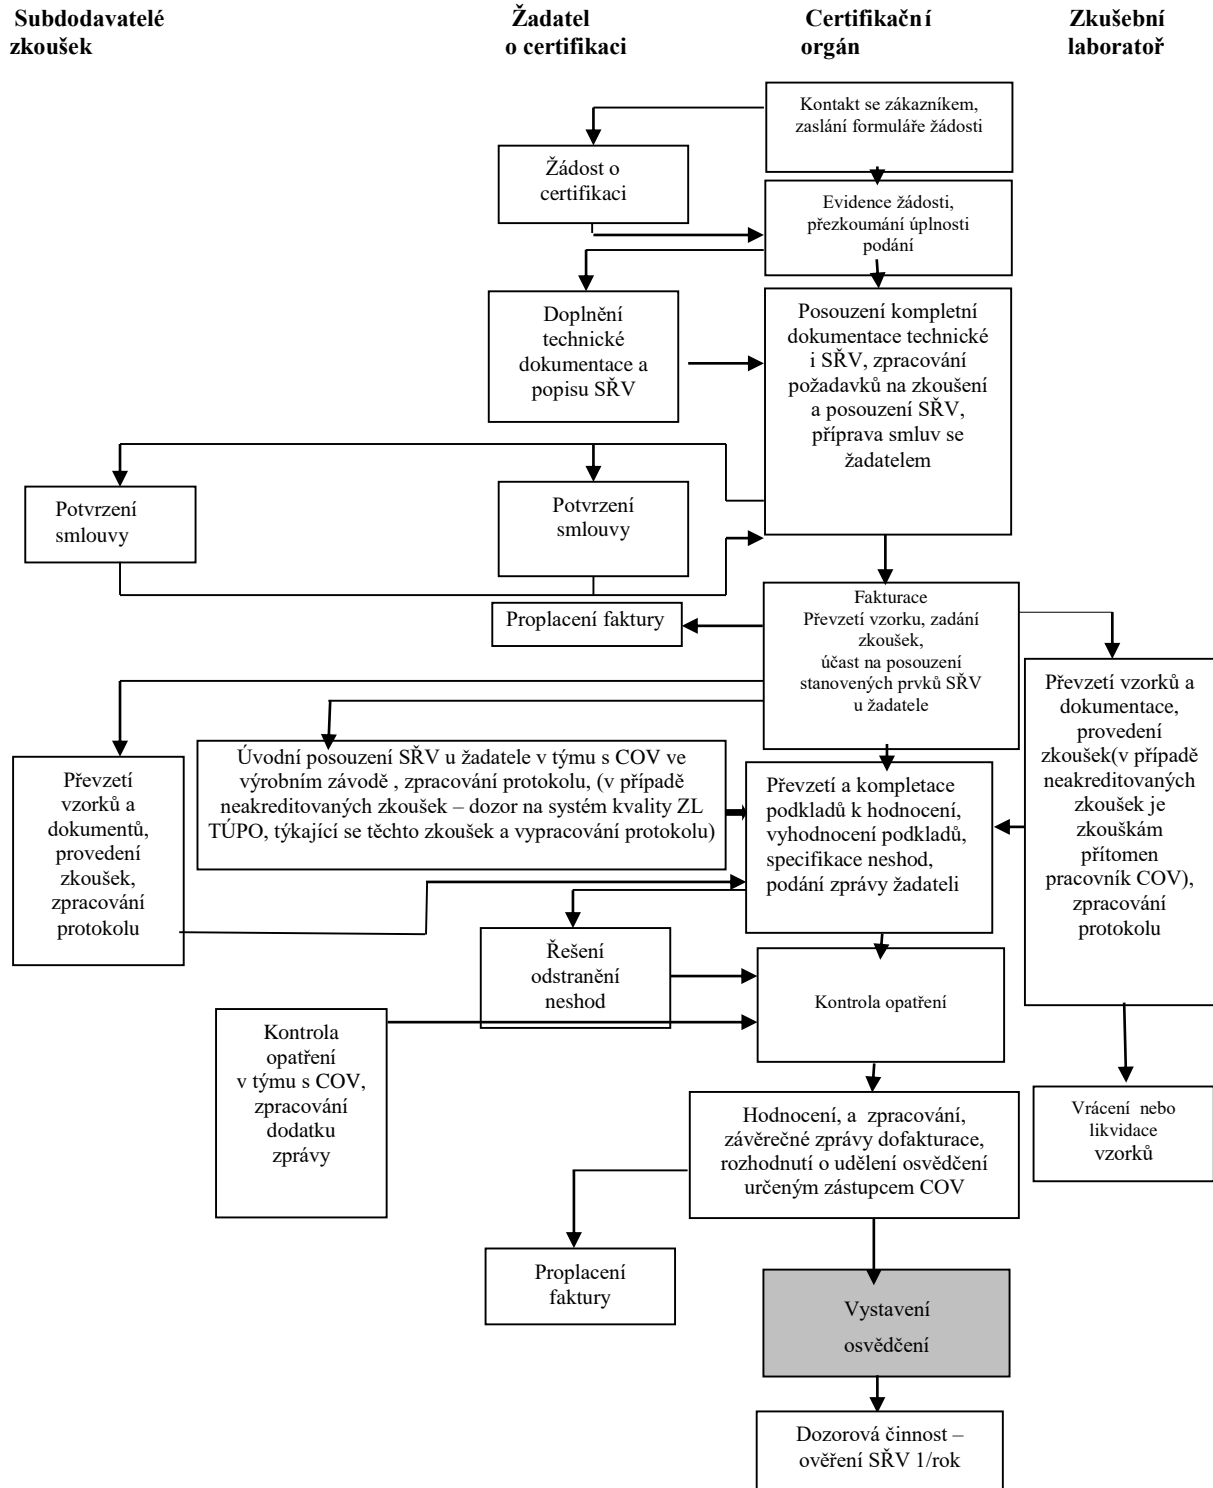 Subdodavatelé
zkoušek
Žadatel
o certifikaci
Certifikační
orgán
Zkušební
laboratoř
Kontakt se zákazníkem,
zaslání formuláře žádosti
Žádost o
certifikaci
Evidence žádosti,
přezkoumání úplnosti
podání
Doplnění
technické
dokumentace a
popisu SŘV
Posouzení kompletní
dokumentace technické
i SŘV, zpracování
požadavků na zkoušení
a posouzení SŘV,
příprava smluv se
žadatelem
Potvrzení
smlouvy
Potvrzení
smlouvy
Proplacení faktury
Fakturace
Převzetí vzorku, zadání
zkoušek,
účast na posouzení
stanovených prvků SŘV
u žadatele
Převzetí vzorků a
dokumentace,
provedení
zkoušek(v případě
neakreditovaných
zkoušek je
zkouškám
přítomen
pracovník COV),
zpracování
protokolu
Převzetí
vzorků a
dokumentů,
provedení
zkoušek,
zpracování
protokolu
Úvodní posouzení SŘV u žadatele v týmu s COV ve
výrobním závodě , zpracování protokolu, (v případě
neakreditovaných zkoušek – dozor na systém kvality ZL
TÚPO, týkající se těchto zkoušek a vypracování protokolu)
Převzetí a kompletace
podkladů k hodnocení,
vyhodnocení podkladů,
specifikace neshod,
podání zprávy žadateli
Řešení
odstranění
neshod
Kontrola opatření
Kontrola
opatření
v týmu s COV,
zpracování
dodatku
zprávy
Hodnocení, a zpracování,
závěrečné zprávy dofakturace,
rozhodnutí o udělení osvědčení
určeným zástupcem COV
Vrácení nebo
likvidace
vzorků
Proplacení
faktury
Vystavení
osvědčení
Dozorová činnost –
ověření SŘV 1/rok